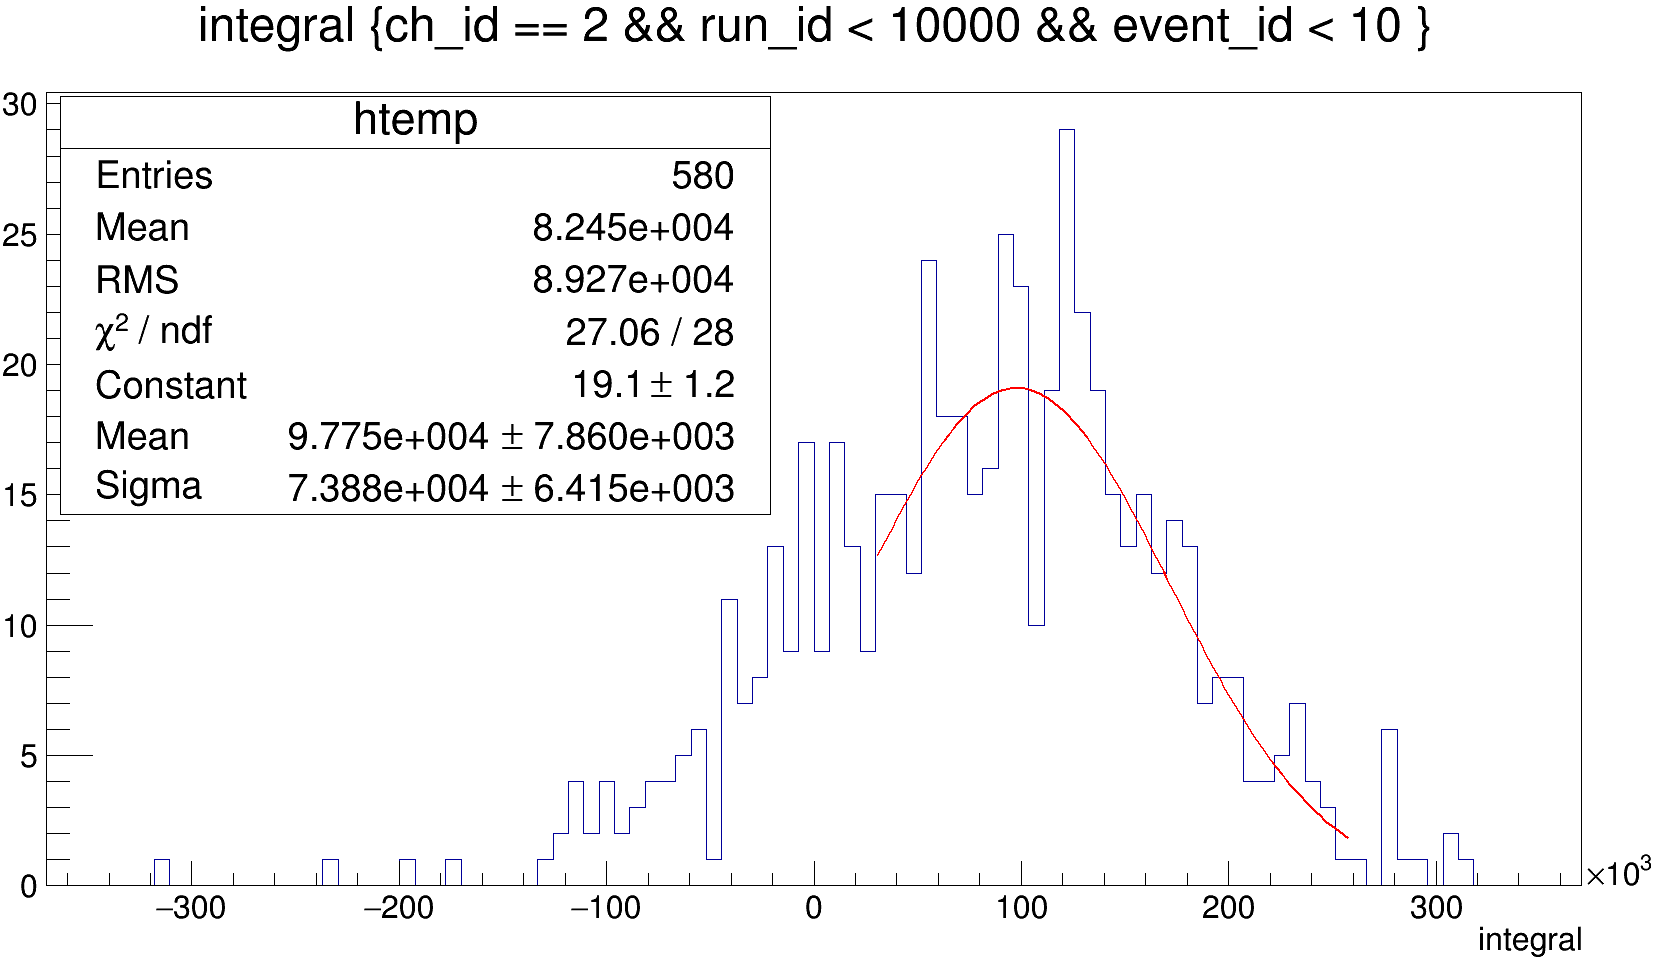 integral {ch_id == 2 && run_id < 10000 && event_id < 10 }
htemp
Entries 580
Mean 8.245e+004
RMS 8.927e+004
χ² / ndf 27.06 / 28
Constant 19.1 ± 1.2
Mean 9.775e+004 ± 7.860e+003
Sigma 7.388e+004 ± 6.415e+003
30
25
20
15
10
5
0
−300 −200 −100 0 100 200 300
×10³
integral